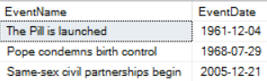 EventName EventDate
The Pill is launched 1961-12-04
Pope condemns birth control 1968-07-29
Same-sex civil partnerships begin 2005-12-21